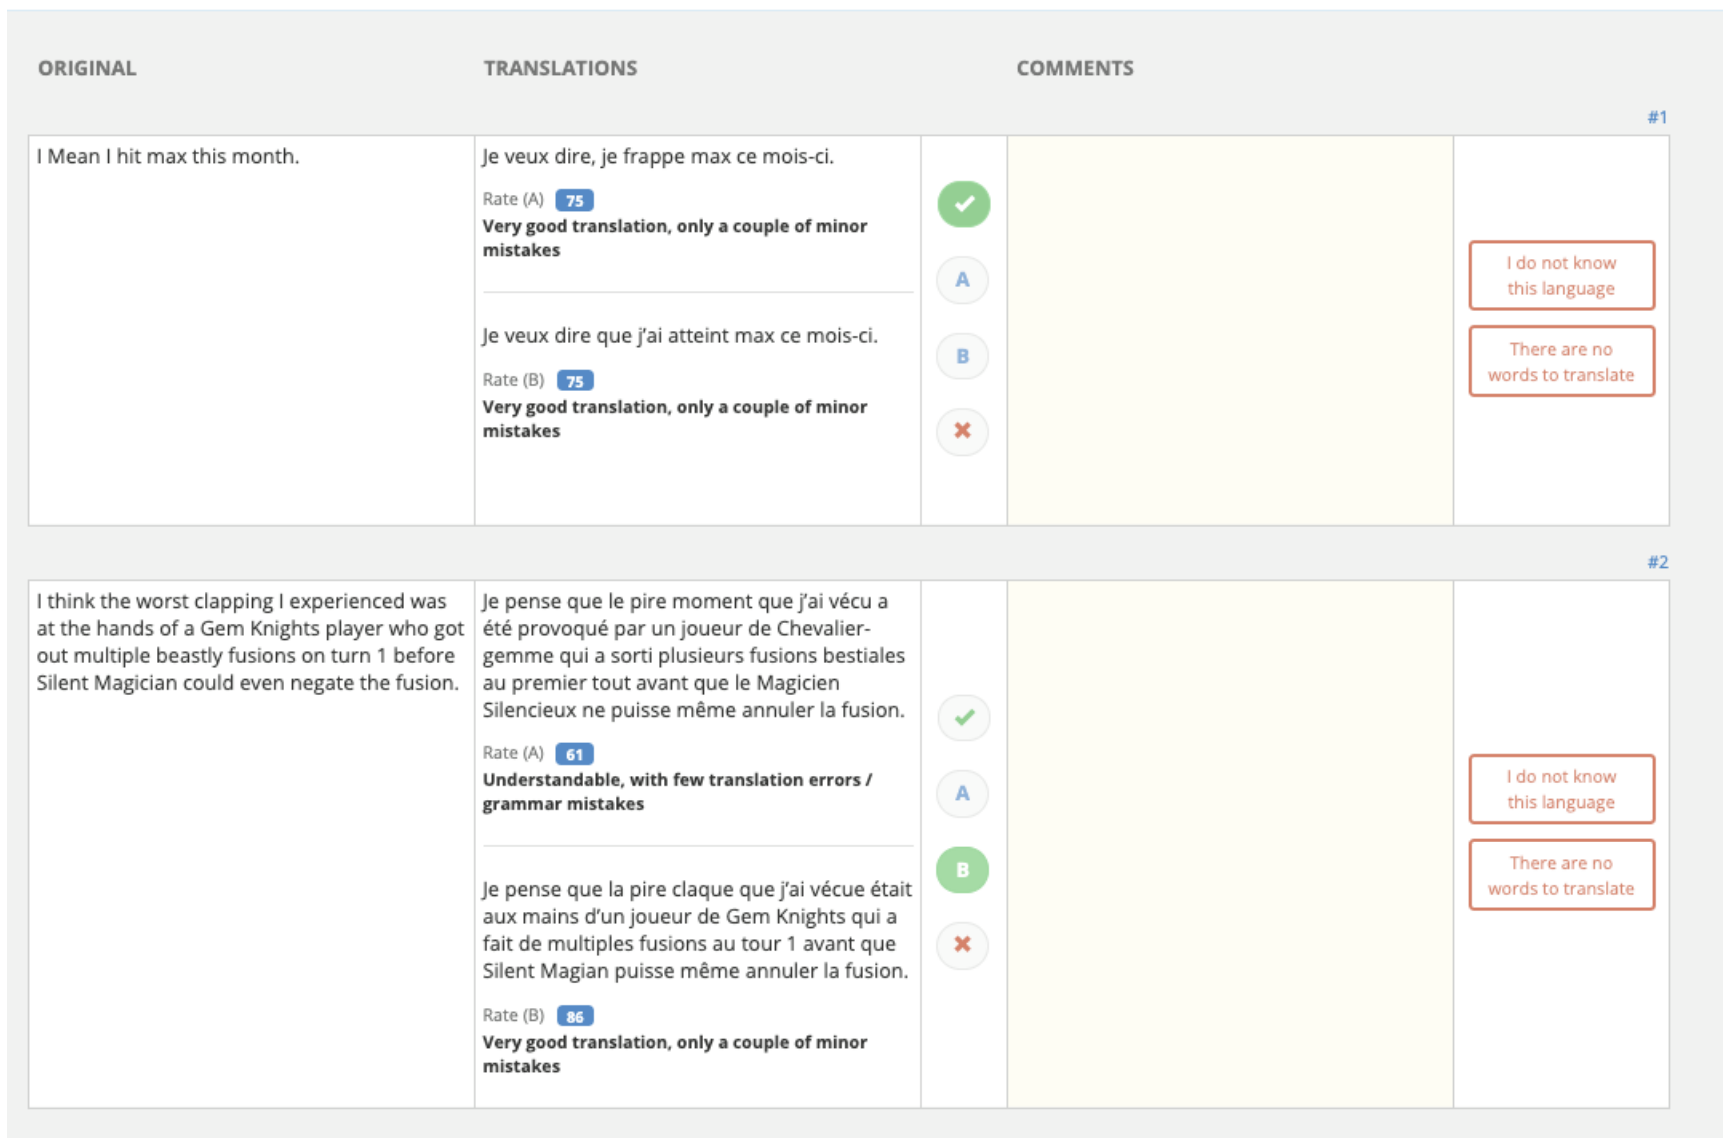 ORIGINAL
TRANSLATIONS
COMMENTS
#1
I Mean I hit max this month.
Je veux dire, je frappe max ce mois-ci.
Rate (A) 75
Very good translation, only a couple of minor
mistakes
Je veux dire que j'ai atteint max ce mois-ci.
Rate (B) 75
Very good translation, only a couple of minor
mistakes
A
B
I do not know
this language
There are no
words to translate
#2
I think the worst clapping I experienced was
at the hands of a Gem Knights player who got
out multiple beastly fusions on turn 1 before
Silent Magician could even negate the fusion.
Je pense que le pire moment que j'ai vécu a
été provoqué par un joueur de Chevalier-
gemme qui a sorti plusieurs fusions bestiales
au premier tout avant que le Magicien
Silencieux ne puisse même annuler la fusion.
Rate (A) 61
Understandable, with few translation errors /
grammar mistakes
Je pense que la pire claque que j'ai vécue était
aux mains d'un joueur de Gem Knights qui a
fait de multiples fusions au tour 1 avant que
Silent Magian puisse même annuler la fusion.
Rate (B) 86
Very good translation, only a couple of minor
mistakes
A
B
I do not know
this language
There are no
words to translate